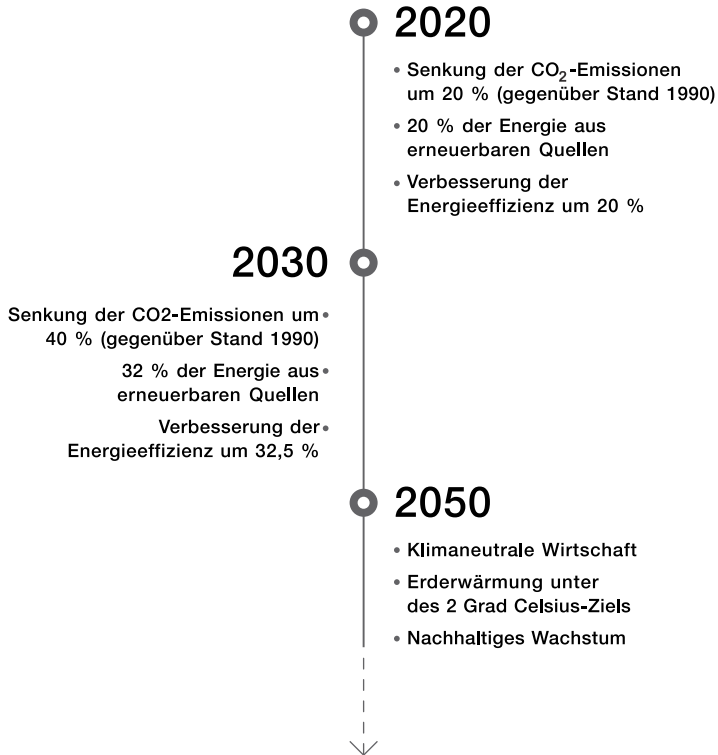 2020
• Senkung der CO₂-Emissionen
um 20 % (gegenüber Stand 1990)
• 20 % der Energie aus
erneuerbaren Quellen
• Verbesserung der
Energieeffizienz um 20 %
2030
Senkung der CO2-Emissionen um •
40 % (gegenüber Stand 1990)
32 % der Energie aus •
erneuerbaren Quellen
Verbesserung der •
Energieeffizienz um 32,5 %
2050
• Klimaneutrale Wirtschaft
• Erderwärmung unter
des 2 Grad Celsius-Ziels
• Nachhaltiges Wachstum